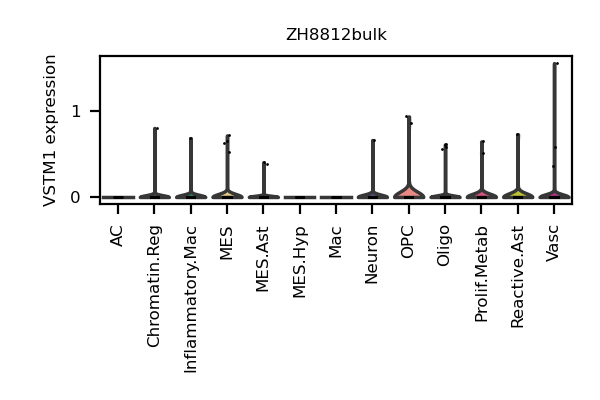 ZH8812bulk
VSTM1 expression
1
0
AC
Chromatin.Reg
Inflammatory.Mac
MES
MES.Ast
MES.Hyp
Mac
Neuron
OPC
Oligo
Prolif.Metab
Reactive.Ast
Vasc